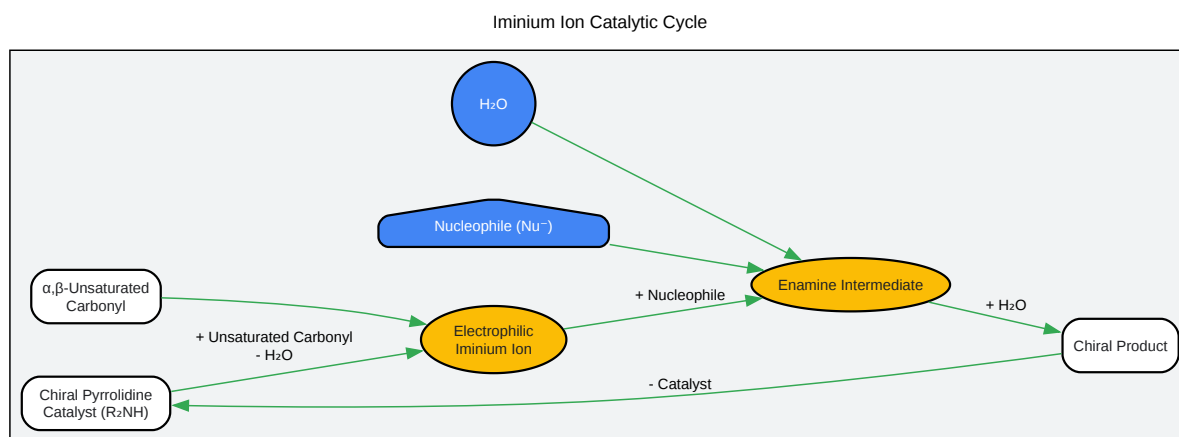 Iminium Ion Catalytic Cycle
H₂O
Nucleophile (Nu⁻)
α,β-Unsaturated
Carbonyl
+ Nucleophile
Enamine Intermediate
+ H₂O
+ Unsaturated Carbonyl
- H₂O
Electrophilic
Iminium Ion
Chiral Product
Chiral Pyrrolidine
Catalyst (R₂NH)
- Catalyst